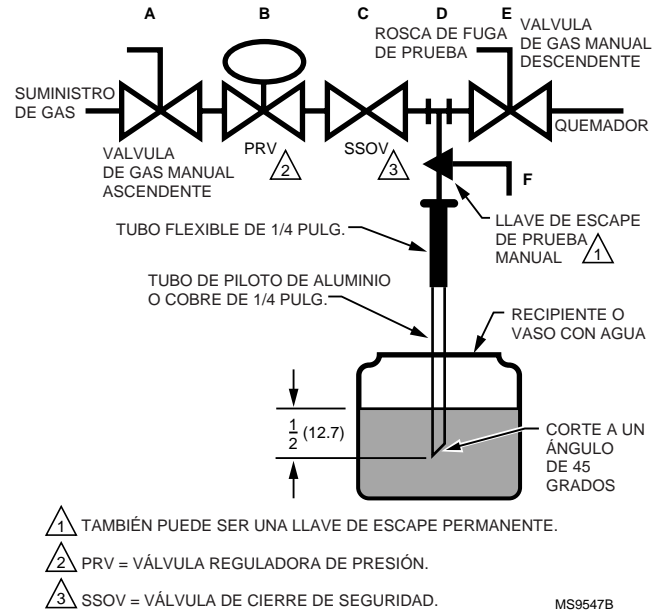 A
B
C
D
E
ROSCA DE FUGA
DE PRUEBA
VALVULA
DE GAS MANUAL
DESCENDENTE
SUMINISTRO
DE GAS
QUEMADOR
VALVULA
DE GAS MANUAL
ASCENDENTE
PRV
2
SSOV
3
F
LLAVE DE ESCAPE
DE PRUEBA
MANUAL
1
TUBO FLEXIBLE DE 1/4 PULG.
TUBO DE PILOTO DE ALUMINIO
O COBRE DE 1/4 PULG.
RECIPIENTE O
VASO CON AGUA
1/2 (12.7)
CORTE A UN
ÁNGULO
DE 45
GRADOS
1 TAMBIÉN PUEDE SER UNA LLAVE DE ESCAPE PERMANENTE.
2 PRV = VÁLVULA REGULADORA DE PRESIÓN.
3 SSOV = VÁLVULA DE CIERRE DE SEGURIDAD.
MS9547B